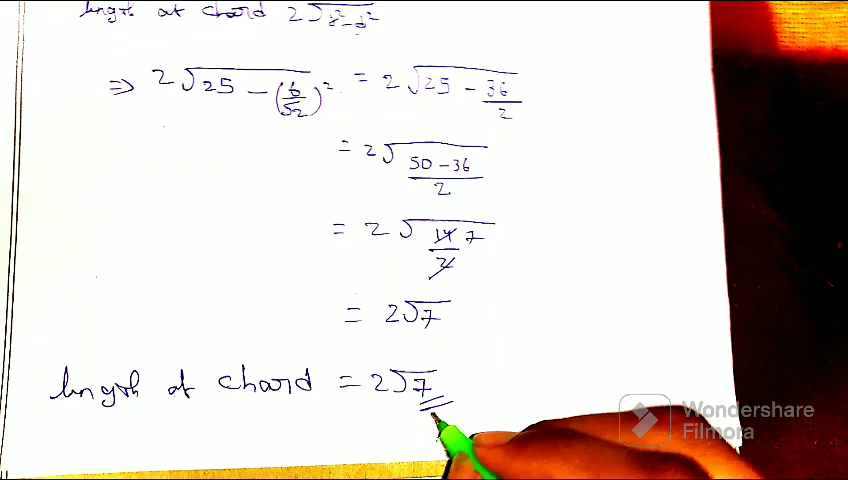 length of chord 2√r²-d²
⇒ 2√25 - (6/√2)² = 2√25 - 36/2
= 2√50-36/2
= 2√14/2 7
= 2√7
length of chord = 2√7
Wondershare
Filmora